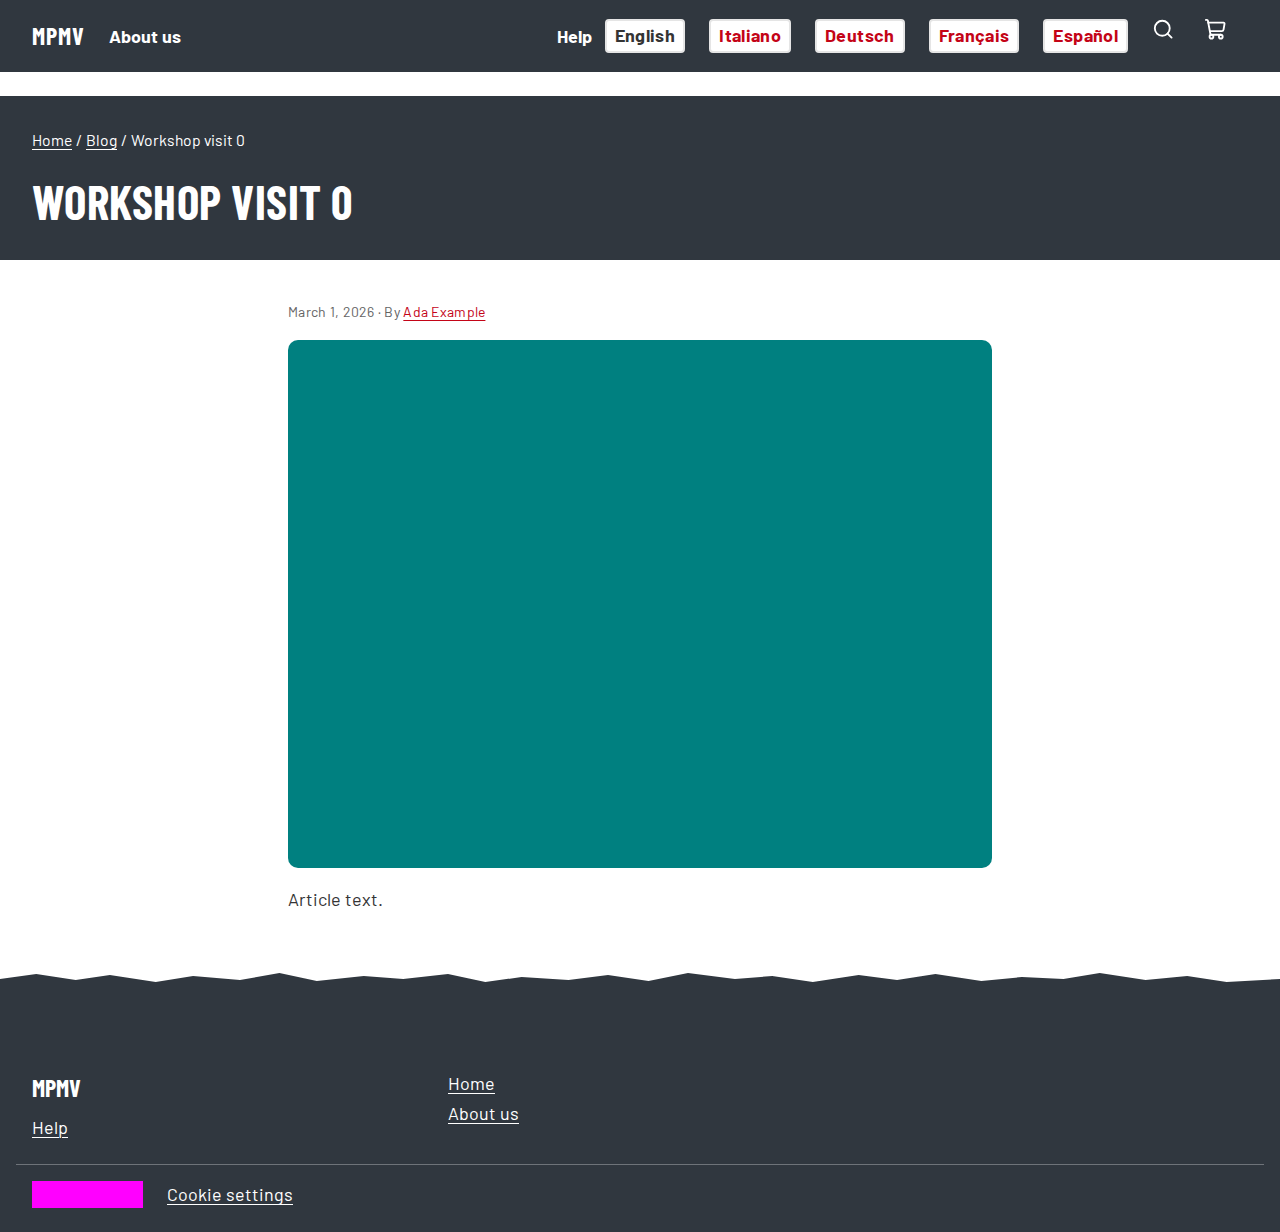 MPMV About us Help English Italiano Deutsch Français Español
Home / Blog / Workshop visit 0
WORKSHOP VISIT 0
March 1, 2026 · By Ada Example
Article text.
MPMV
Help
Home
About us
Cookie settings